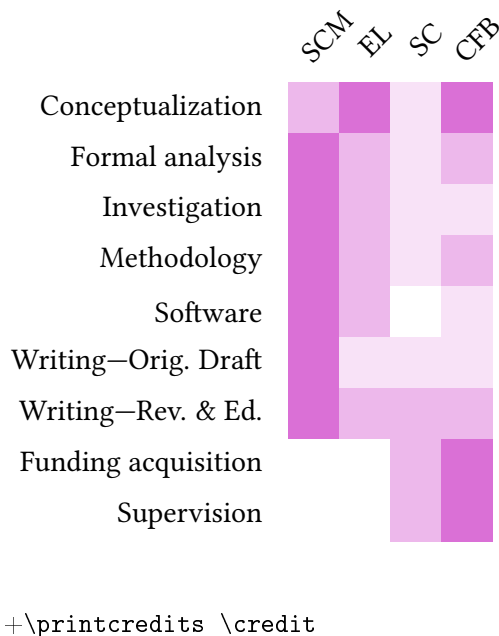 SCM EL SC CFB
Conceptualization
Formal analysis
Investigation
Methodology
Software
Writing—Orig. Draft
Writing—Rev. & Ed.
Funding acquisition
Supervision
+\printcredits \credit